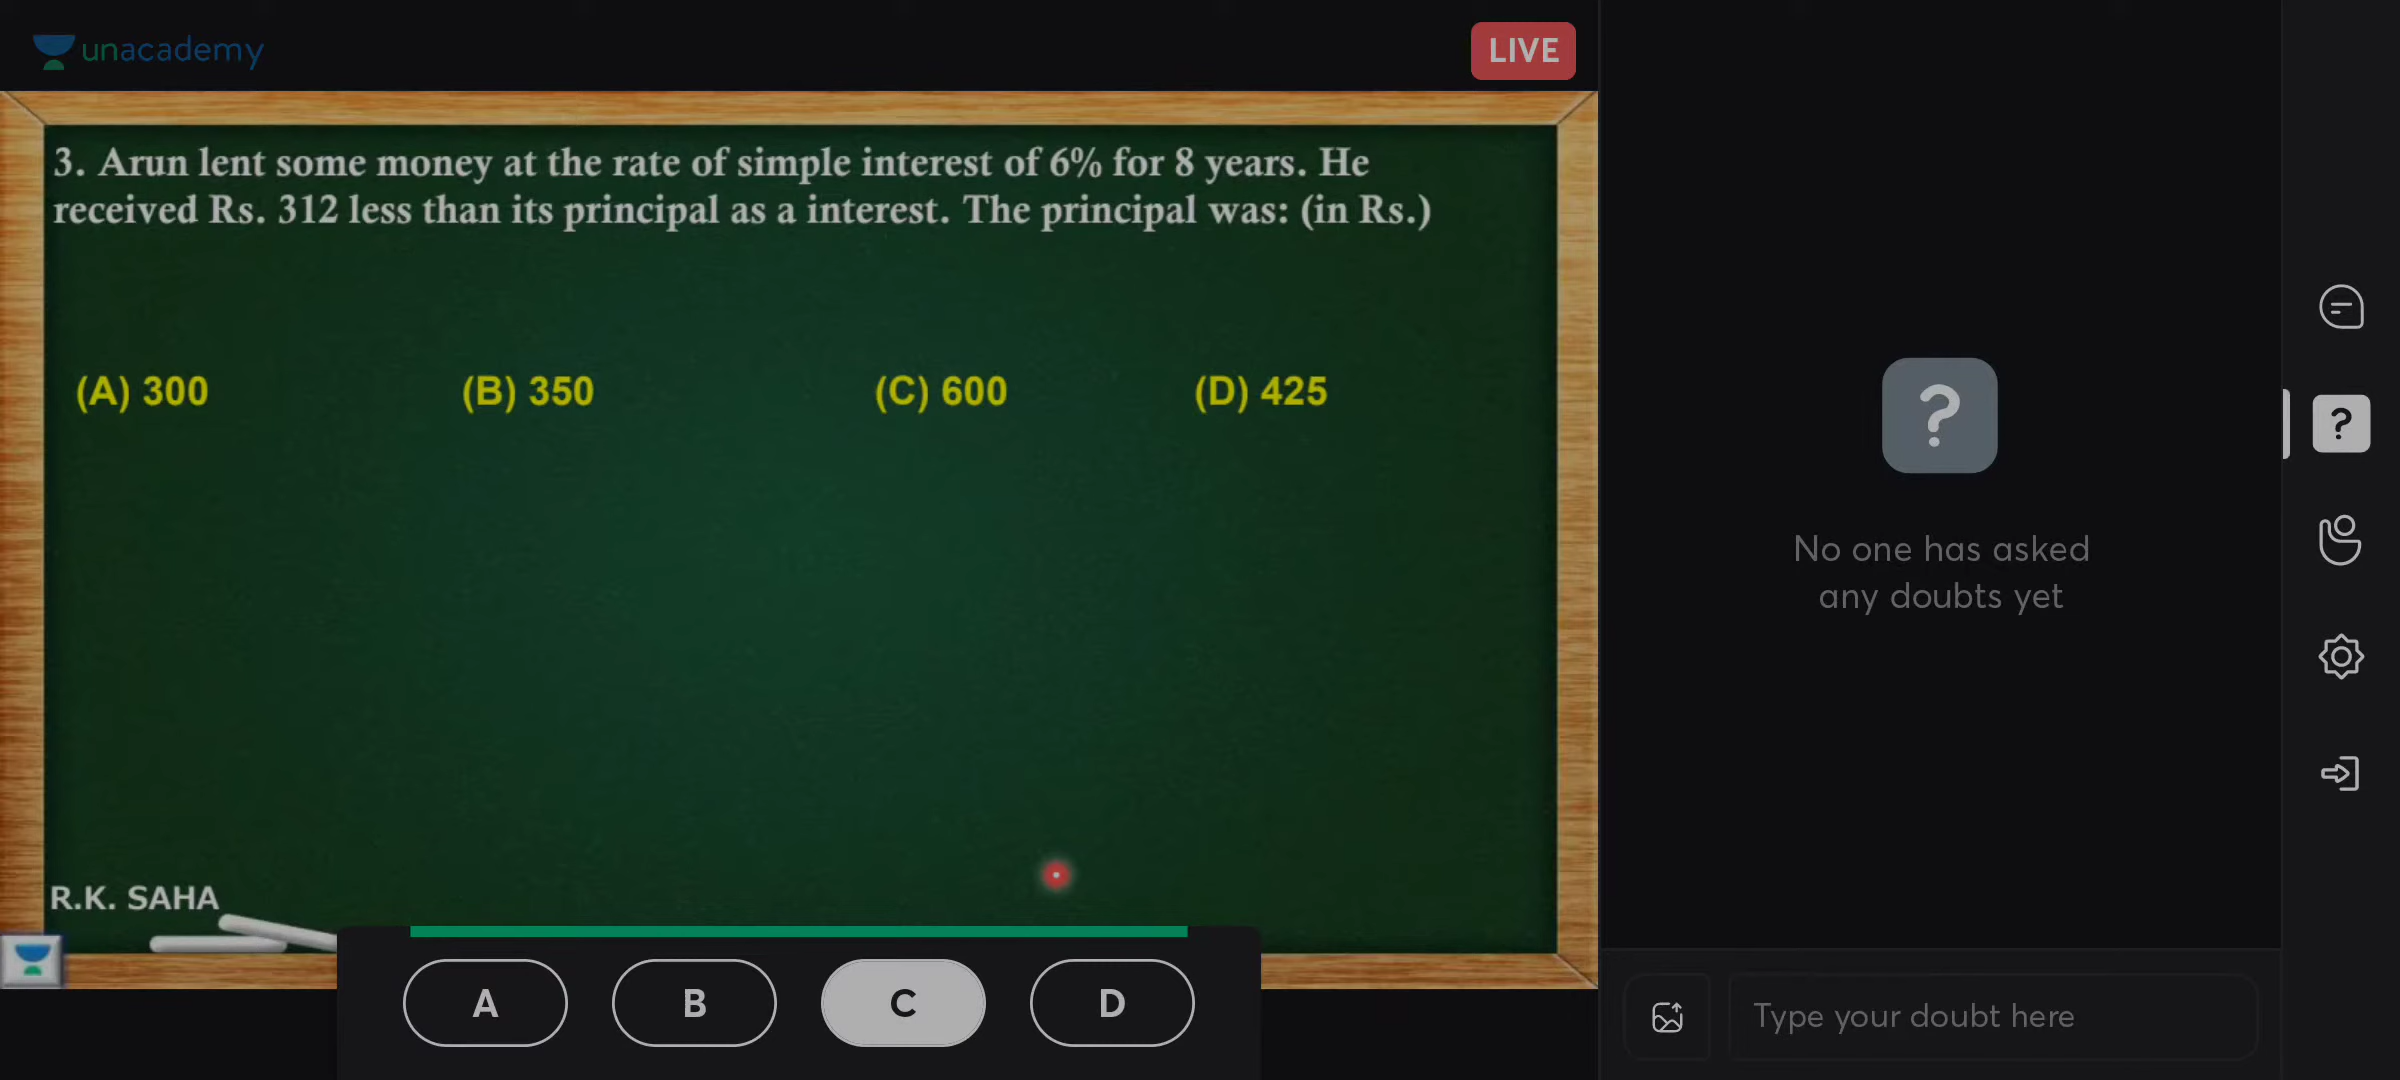 unacademy
LIVE
3. Arun lent some money at the rate of simple interest of 6% for 8 years. He
received Rs. 312 less than its principal as a interest. The principal was: (in Rs.)
(A) 300 (B) 350 (C) 600 (D) 425
R.K. SAHA
A B C D
?
No one has asked
any doubts yet
?
Type your doubt here